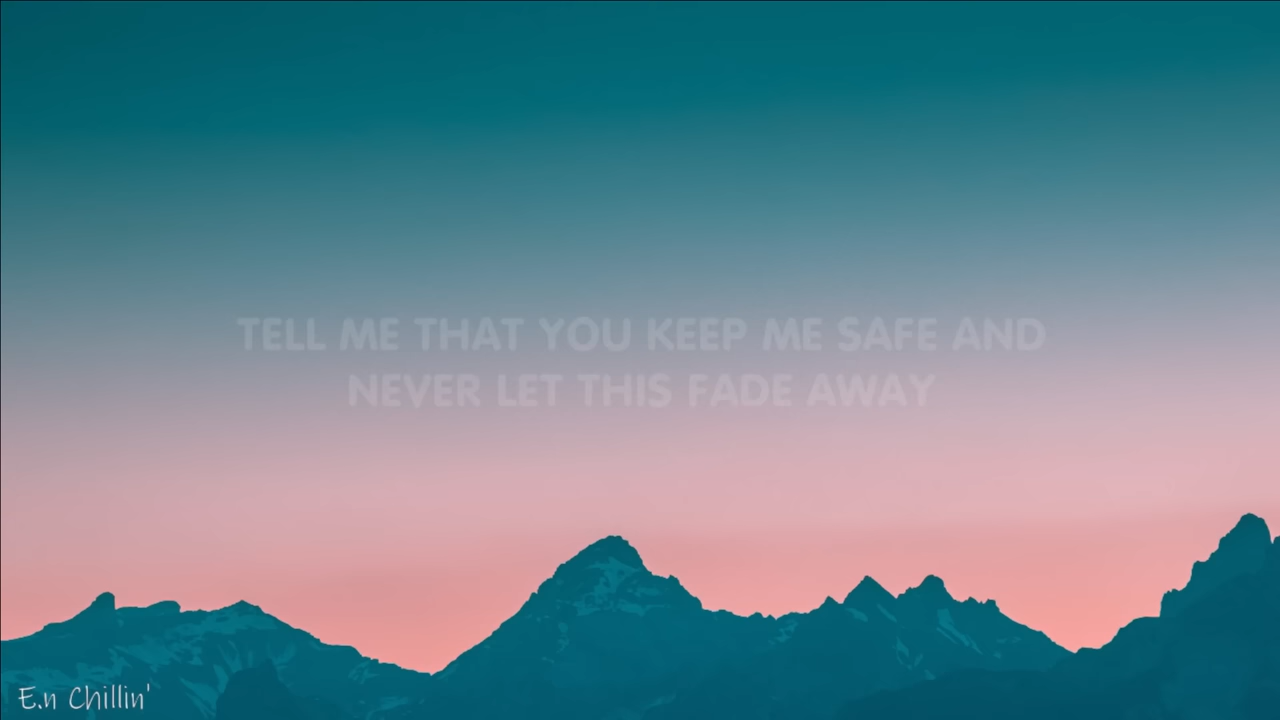 TELL ME THAT YOU KEEP ME SAFE AND
NEVER LET THIS FADE AWAY
E.n Chillin'